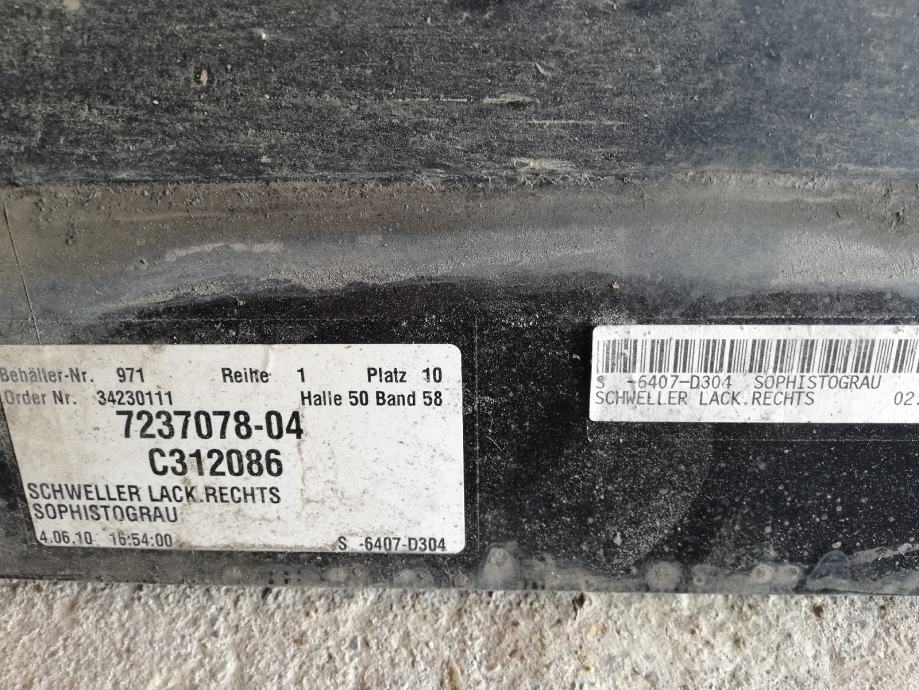 Behälter-Nr. 971 Reihe 1 Platz 10
Order Nr. 34230111 Halle 50 Band 58
7237078-04
C312086
SCHWELLER LACK.RECHTS
SOPHISTOGRAU
4.06.10 16:54:00 S -6407-D304
S -6407-D304 SOPHISTOGRAU
SCHWELLER LACK.RECHTS 02.